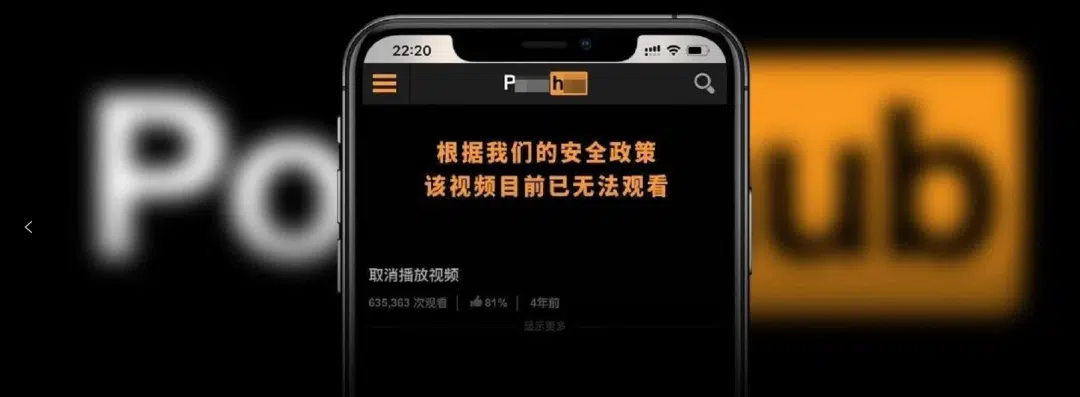 22:20
P h
根据我们的安全政策
该视频目前已无法观看
Po ub
取消播放视频
635,363 次观看 81% 4年前
显示更多